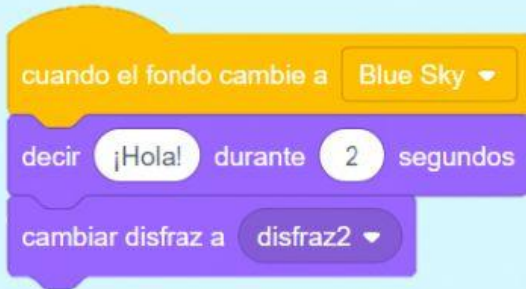 cuando el fondo cambie a Blue Sky
decir ¡Hola! durante 2 segundos
cambiar disfraz a disfraz2